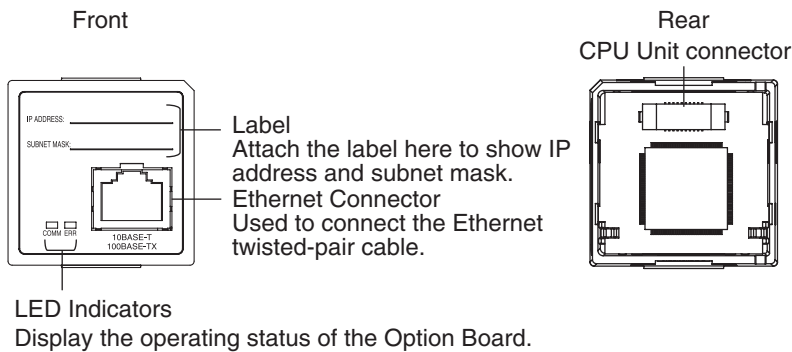 Front
Rear
CPU Unit connector
IP ADDRESS:
SUBNET MASK:
Label
Attach the label here to show IP
address and subnet mask.
Ethernet Connector
Used to connect the Ethernet
twisted-pair cable.
COMM ERR
10BASE-T
100BASE-TX
LED Indicators
Display the operating status of the Option Board.